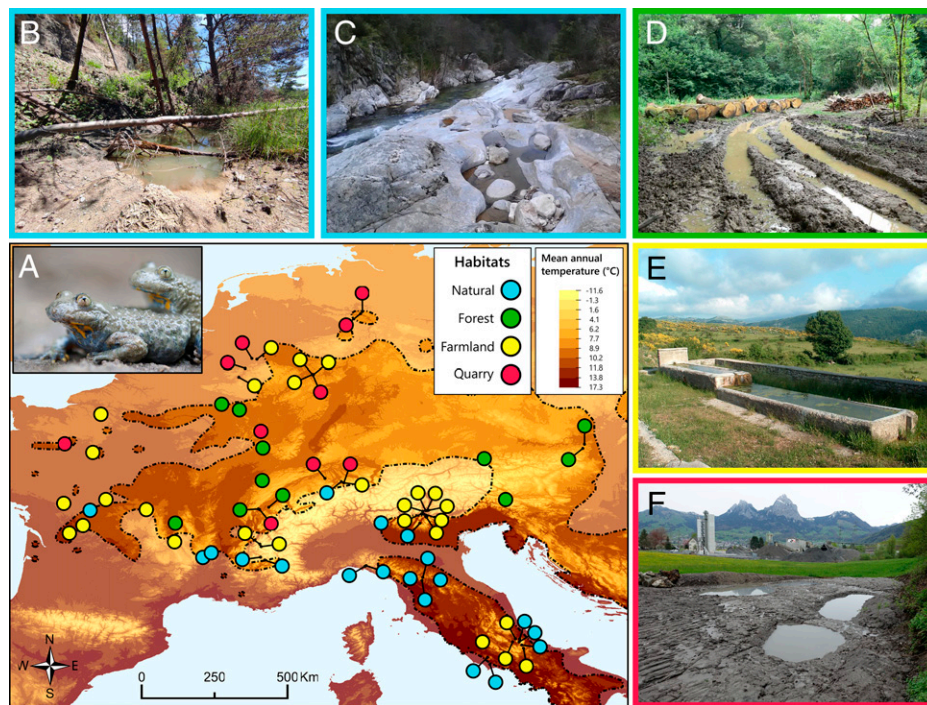 B
C
D
A
Habitats
Natural
Forest
Farmland
Quarry
Mean annual
temperature (°C)
-11.6
-1.3
1.6
4.1
6.2
7.7
8.9
10.2
11.8
13.8
17.3
E
F
N
W E
S
0 250 500 Km